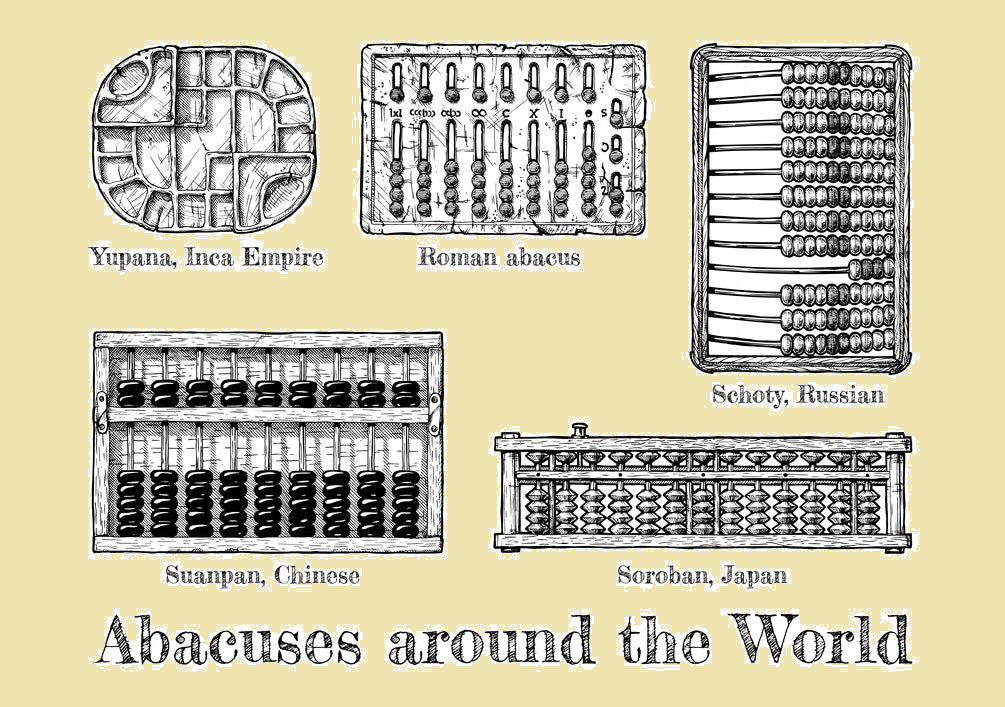 Yupana, Inca Empire
Roman abacus
Schoty, Russian
Suanpan, Chinese
Soroban, Japan
Abacuses around the World